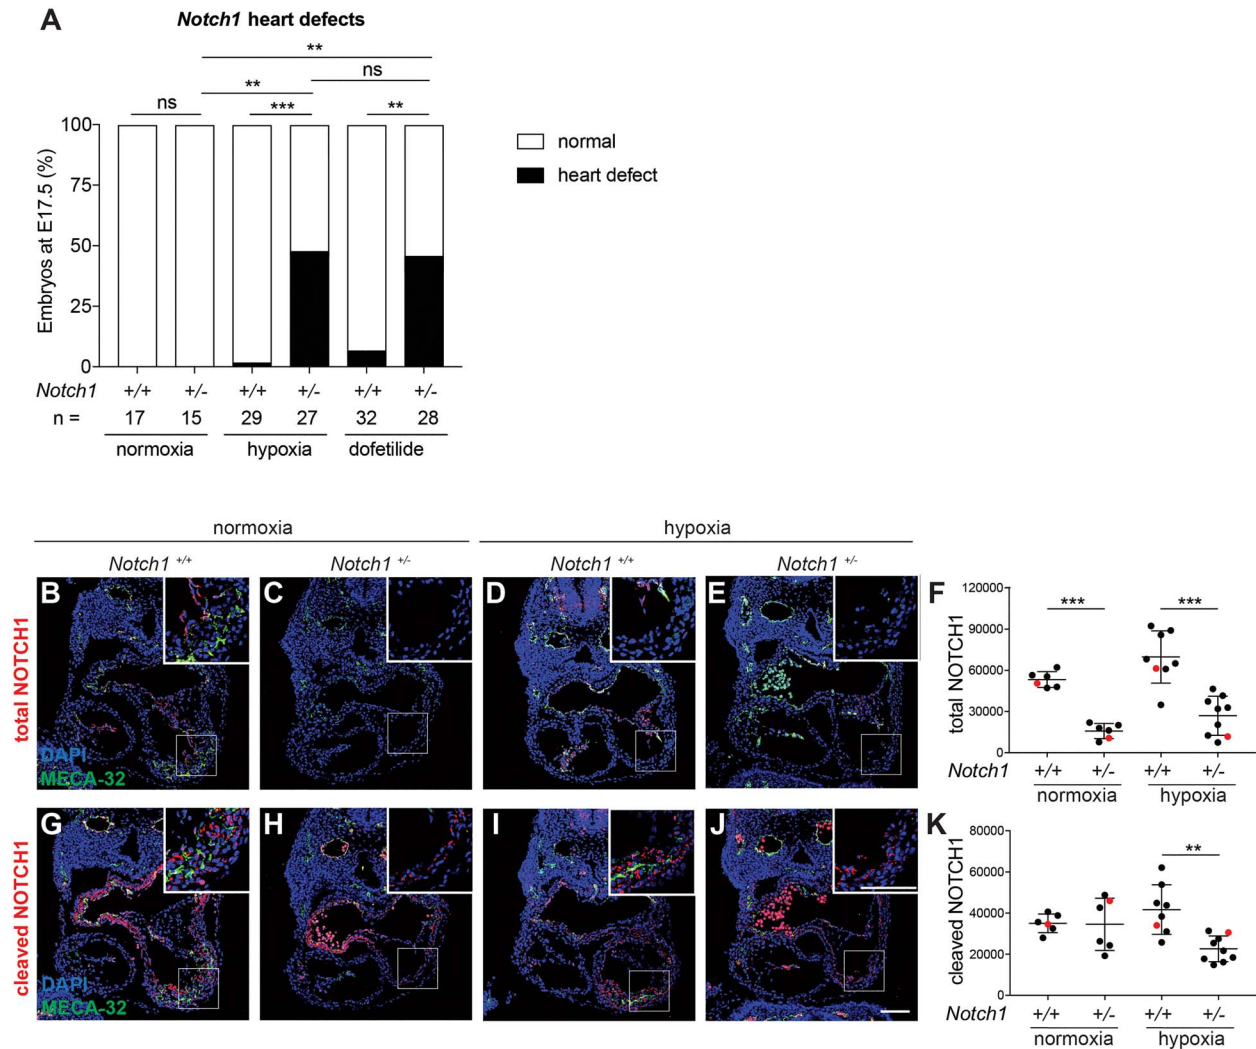 A
Notch1 heart defects
**
ns
**
ns
***
**
Embryos at E17.5 (%)
100
75
50
25
0
normal
heart defect
Notch1 +/+ +/- +/+ +/- +/+ +/-
n = 17 15 29 27 32 28
normoxia hypoxia dofetilide
normoxia hypoxia
Notch1 +/+ Notch1 +/- Notch1 +/+ Notch1 +/-
total NOTCH1
B C D E
DAPI
MECA-32
F
total NOTCH1
120000
90000
60000
30000
0
*** ***
Notch1 +/+ +/- +/+ +/-
normoxia hypoxia
cleaved NOTCH1
G H I J
DAPI
MECA-32
K
cleaved NOTCH1
80000
60000
40000
20000
0
**
Notch1 +/+ +/- +/+ +/-
normoxia hypoxia